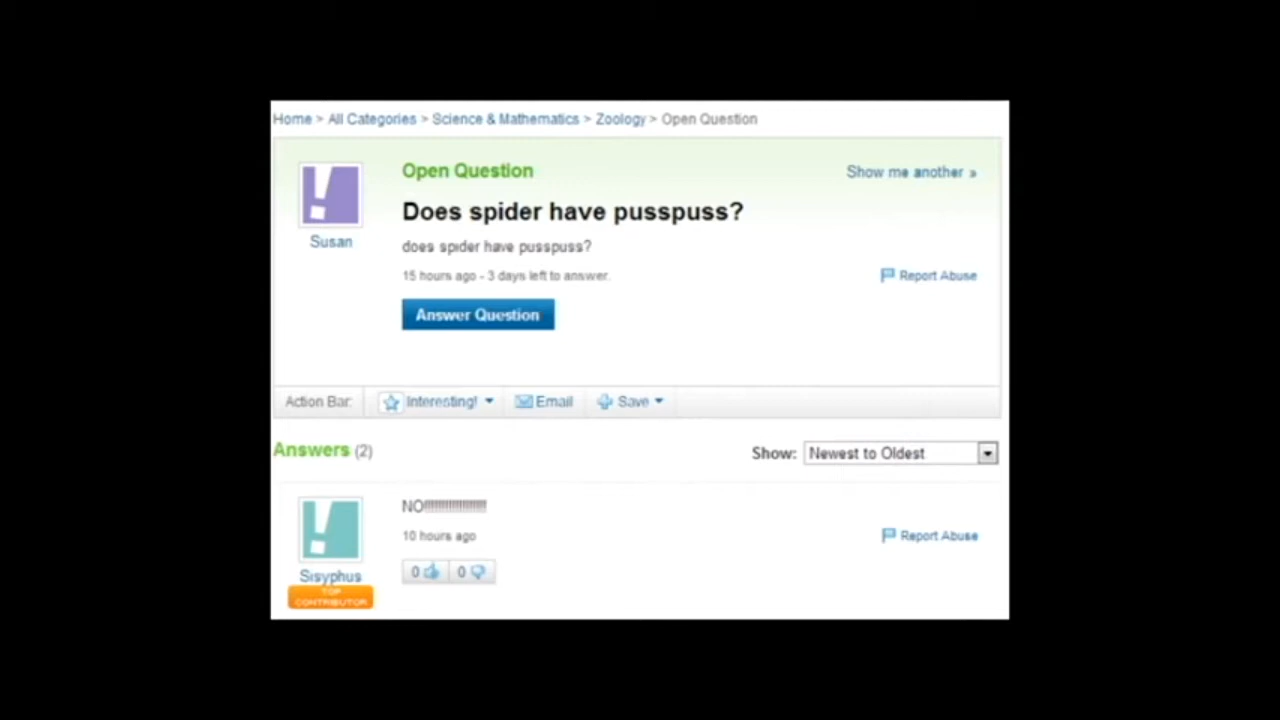 Home > All Categories > Science & Mathematics > Zoology > Open Question
Open Question
Show me another »
Does spider have pusspuss?
Susan
does spider have pusspuss?
15 hours ago - 3 days left to answer.
Report Abuse
Answer Question
Action Bar:
Interesting!
Email
Save
Answers (2)
Show:
Newest to Oldest
NO!!!!!!!!!!!!!!!!!!!!
10 hours ago
Report Abuse
Sisyphus
0
0
TOP
CONTRIBUTOR